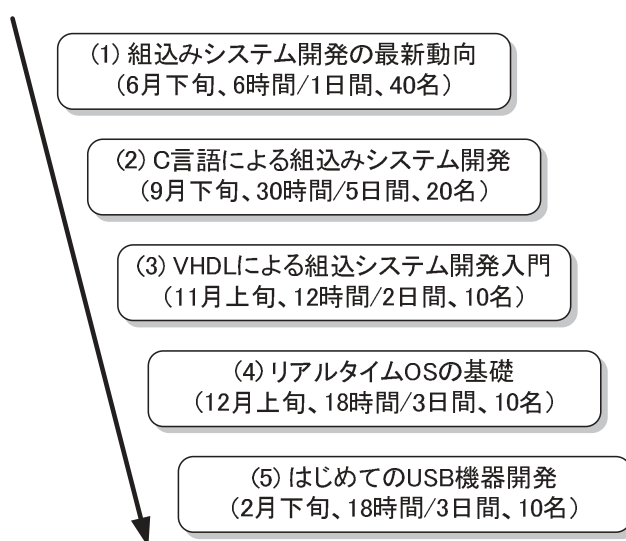 (1) 組込みシステム開発の最新動向
(6月下旬、6時間/1日間、40名)
(2) C言語による組込みシステム開発
(9月下旬、30時間/5日間、20名)
(3) VHDLによる組込システム開発入門
(11月上旬、12時間/2日間、10名)
(4) リアルタイムOSの基礎
(12月上旬、18時間/3日間、10名)
(5) はじめてのUSB機器開発
(2月下旬、18時間/3日間、10名)